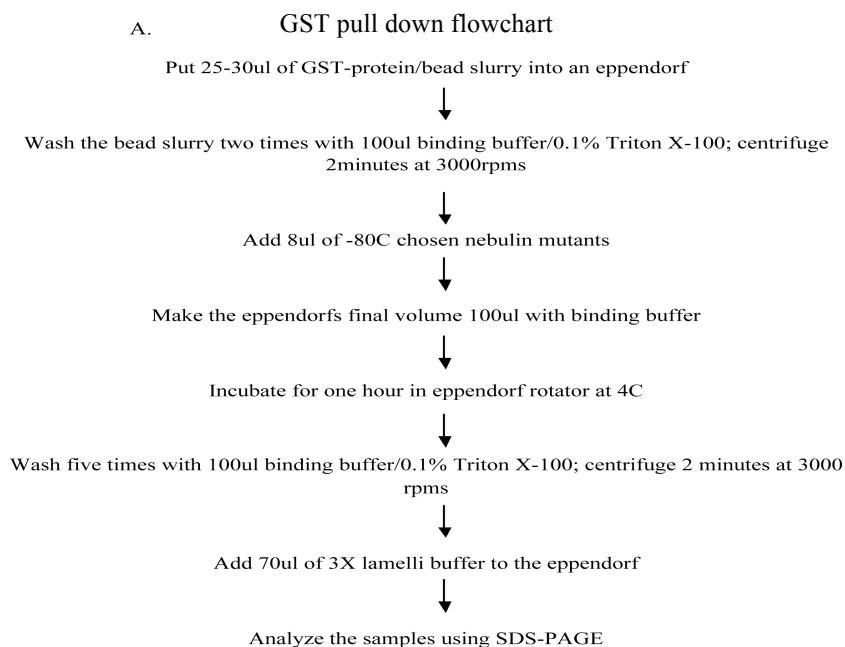 A.
GST pull down flowchart
Put 25-30ul of GST-protein/bead slurry into an eppendorf
Wash the bead slurry two times with 100ul binding buffer/0.1% Triton X-100; centrifuge
2minutes at 3000rpms
Add 8ul of -80C chosen nebulin mutants
Make the eppendorfs final volume 100ul with binding buffer
Incubate for one hour in eppendorf rotator at 4C
Wash five times with 100ul binding buffer/0.1% Triton X-100; centrifuge 2 minutes at 3000
rpms
Add 70ul of 3X lamelli buffer to the eppendorf
Analyze the samples using SDS-PAGE